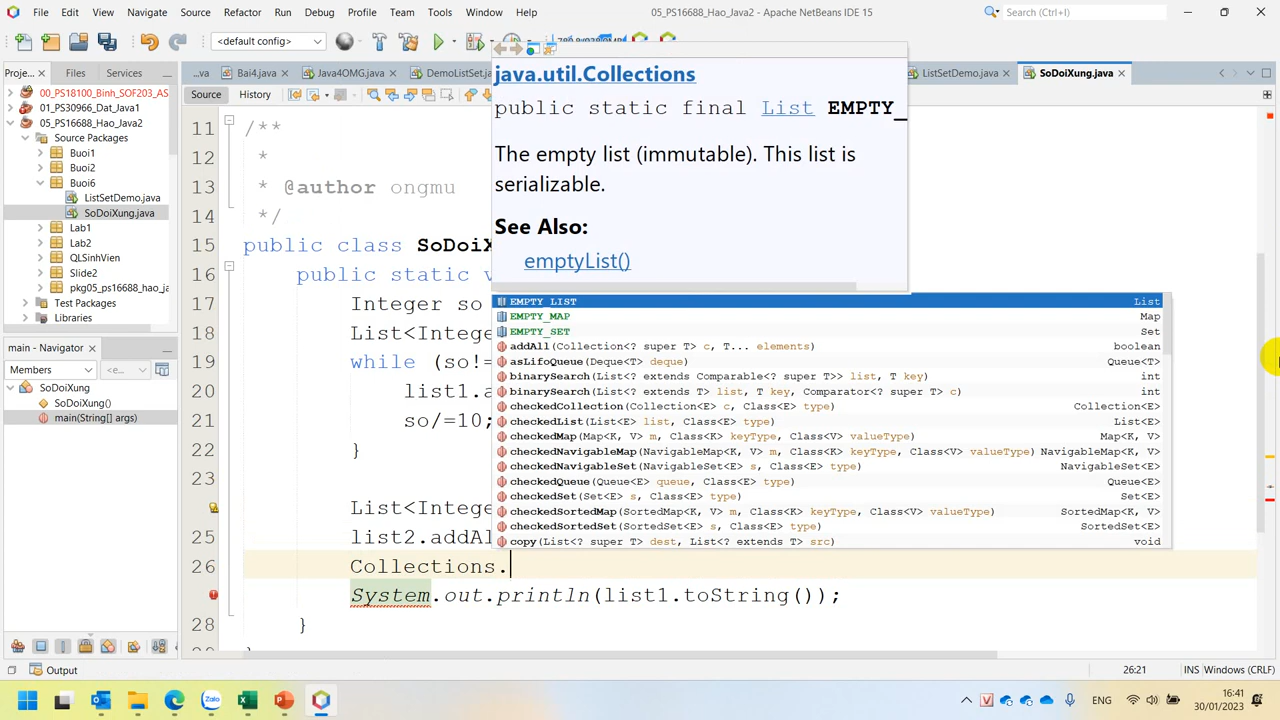 File Edit View Navigate Source Refactor Run Debug Profile Team Tools Window Help
05_PS16688_Hao_Java2 - Apache NetBeans IDE 15
Search (Ctrl+I)
<default config>
Proje...
Files
Services
...va
Bai4.java
Java4OMG.java
DemoListSet.ja
ListSetDemo.java
SoDoiXung.java
Source
History
00_PS18100_Binh_SOF203_AS
01_PS30966_Dat_Java1
05_PS16688_Hao_Java2
Source Packages
Buoi1
Buoi2
Buoi6
ListSetDemo.java
SoDoiXung.java
Lab1
Lab2
QLSinhVien
Slide2
pkg05_ps16688_hao_ja
Test Packages
Libraries
main - Navigator
Members
<e...
SoDoiXung
SoDoiXung()
main(String[] args)
java.util.Collections
public static final List EMPTY_
The empty list (immutable). This list is
serializable.
See Also:
emptyList()
EMPTY_LIST List
EMPTY_MAP Map
EMPTY_SET Set
addAll(Collection<? super T> c, T... elements) boolean
asLifoQueue(Deque<T> deque) Queue<T>
binarySearch(List<? extends Comparable<? super T>> list, T key) int
binarySearch(List<? extends T> list, T key, Comparator<? super T> c) int
checkedCollection(Collection<E> c, Class<E> type) Collection<E>
checkedList(List<E> list, Class<E> type) List<E>
checkedMap(Map<K, V> m, Class<K> keyType, Class<V> valueType) Map<K, V>
checkedNavigableMap(NavigableMap<K, V> m, Class<K> keyType, Class<V> valueType) NavigableMap<K, V>
checkedNavigableSet(NavigableSet<E> s, Class<E> type) NavigableSet<E>
checkedQueue(Queue<E> queue, Class<E> type) Queue<E>
checkedSet(Set<E> s, Class<E> type) Set<E>
checkedSortedMap(SortedMap<K, V> m, Class<K> keyType, Class<V> valueType) SortedMap<K, V>
checkedSortedSet(SortedSet<E> s, Class<E> type) SortedSet<E>
copy(List<? super T> dest, List<? extends T> src) void
11 /**
12 *
13 * @author ongmu
14 */
15 public class SoDoiX
16 public static v
17 Integer so
18 List<Intege
19 while (so!=
20 list1.a
21 so/=10;
22 }
23
List<Intege
25 list2.addAl
26 Collections.
System.out.println(list1.toString());
28 }
Output
26:21
INS
Windows (CRLF)
Zalo
ENG
16:41
30/01/2023